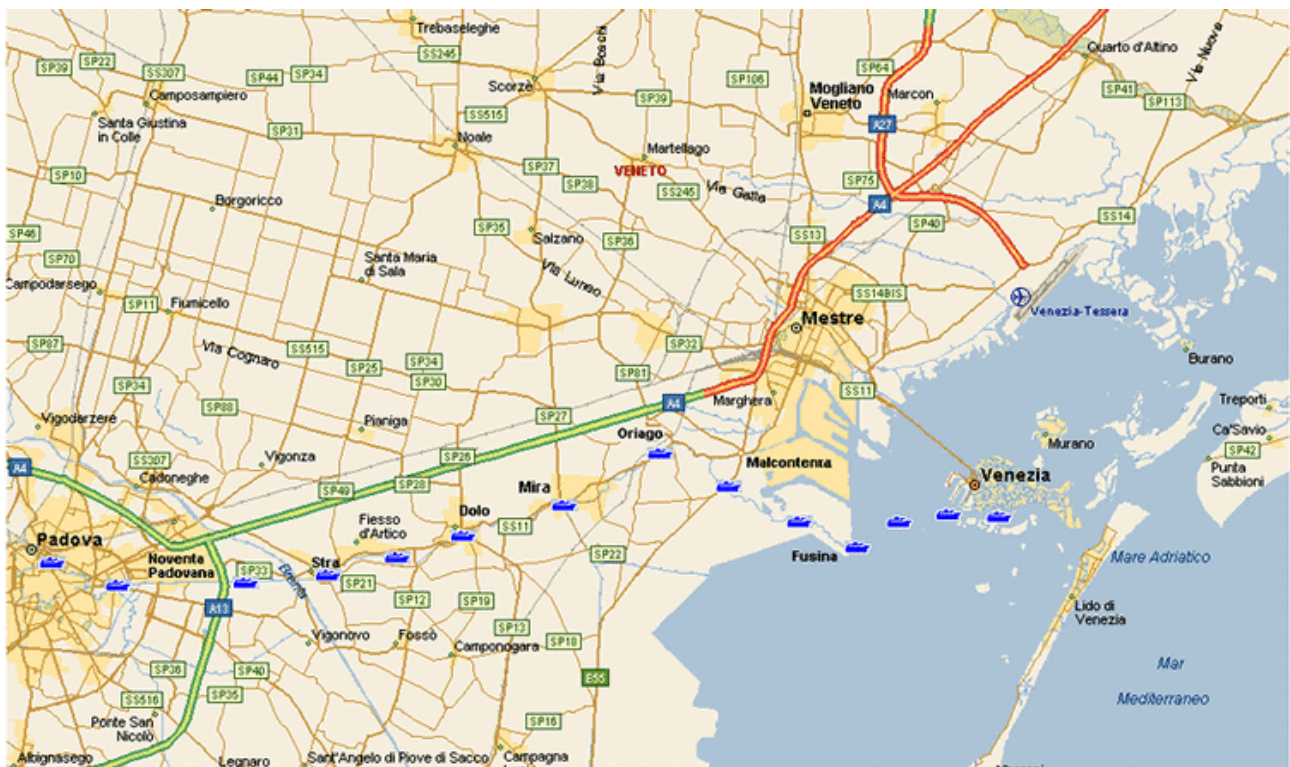 Trebaseleghe
SP39
SP22
SS307
SP44
SP34
SS245
Via Boschi
SP64
Quarto d'Altino
Via Nuova
Camposampiero
Scorzè
SP39
SP106
Mogliano
Veneto
Marcon
SP41
SP113
Santa Giustina
in Colle
SP31
SS515
Noale
A27
Martellago
VENETO
SP10
SP37
SP38
SS245
Via Gatta
SP75
A4
Borgoricco
SP40
SS14
SP46
SP35
Salzano
SP36
SS13
SP70
Santa Maria
di Sala
Campodarsego
SP11
Fiumicello
SS14BIS
Venezia-Tessera
Mestre
SP87
Via Cognaro
SS515
SP34
SP25
SP30
SP32
Burano
SP34
SP88
SP81
A4
Marghera
SS11
Treporti
Vigodarzere
Pianiga
SP27
Oriago
Murano
Ca'Savio
SP42
A4
SS307
Cadoneghe
Vigonza
SP26
SP28
SP49
Malcontenta
Venezia
Punta
Sabbioni
Mira
Dolo
SS11
Padova
Noventa
Padovana
Fiesso
d'Artico
Stra
SP33
SP21
SP22
Fusina
Mare Adriatico
Brenta
A13
SP12
SP19
SP13
SP18
Lido di
Venezia
Vigonovo
Fossò
Camponogara
SP36
SP40
SP35
SS516
E55
Mar
Mediterraneo
Ponte San
Nicolò
SP16
Albignasego
Legnaro
Sant'Angelo di Piove di Sacco
Campagna